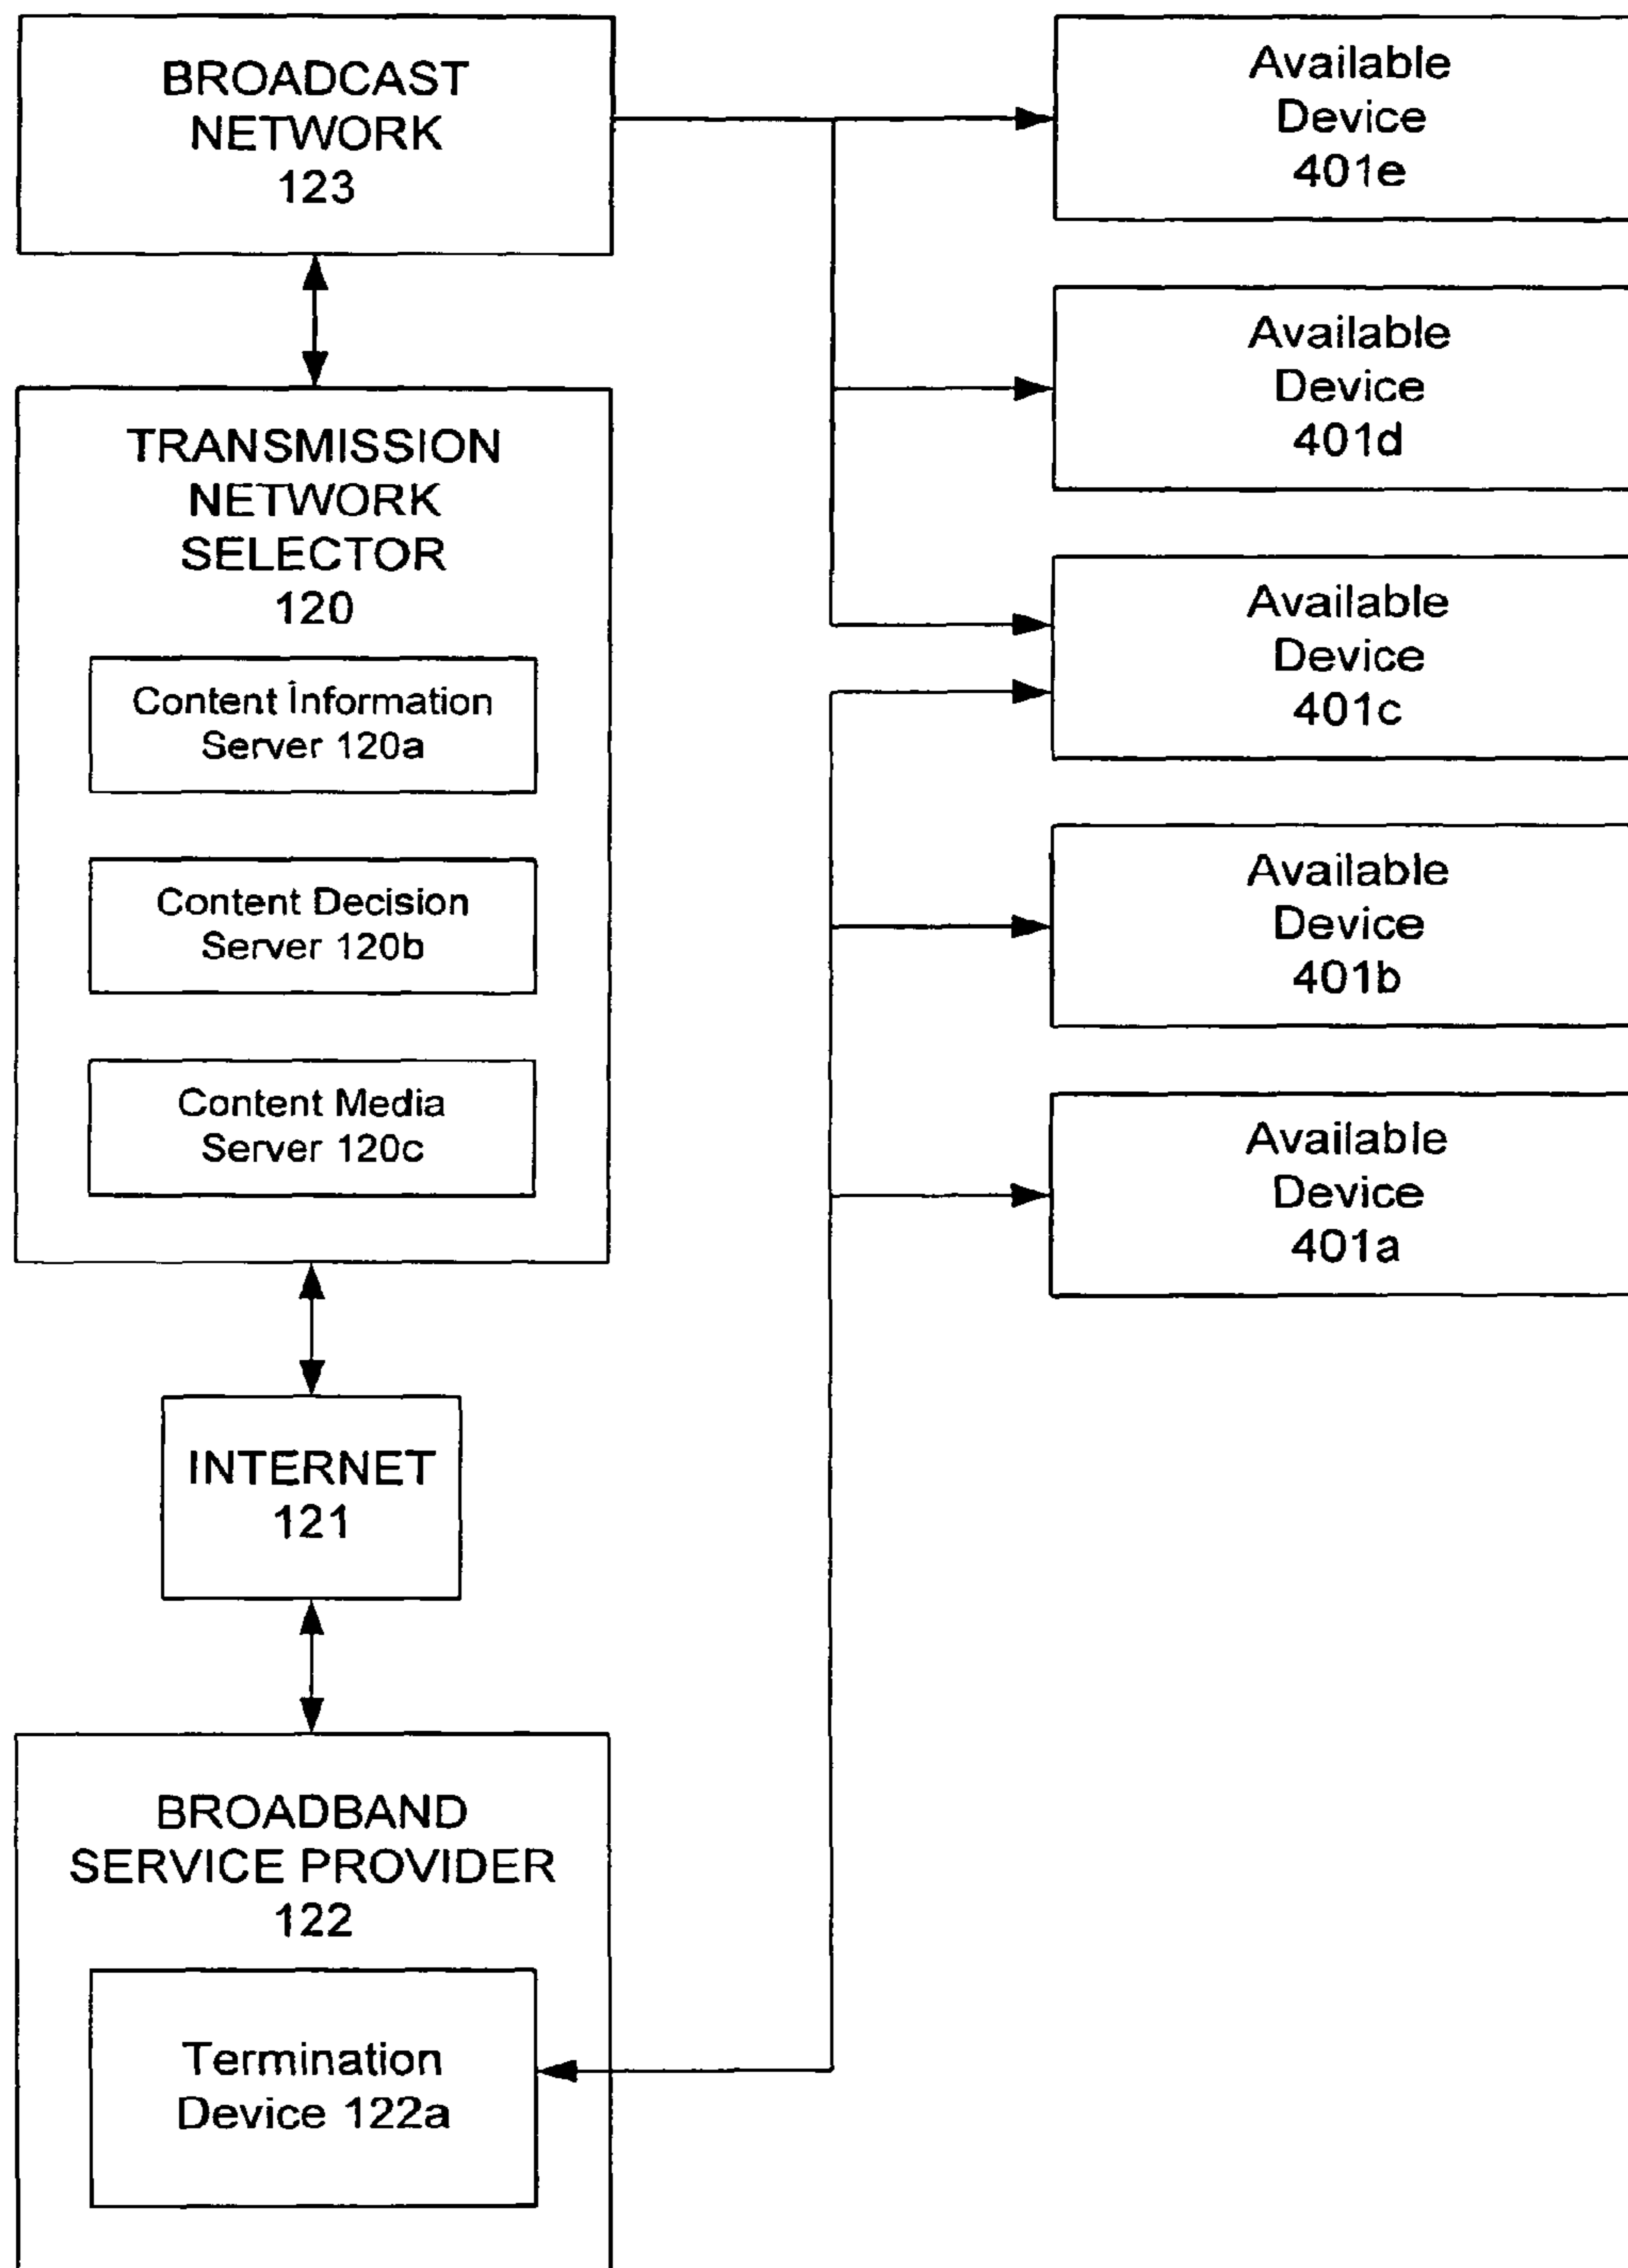 BROADCAST
NETWORK
123
TRANSMISSION
NETWORK
SELECTOR
120
Content Information
Server 120a
Content Decision
Server 120b
Content Media
Server 120c
INTERNET
121
BROADBAND
SERVICE PROVIDER
122
Termination
Device 122a
Available
Device
401e
Available
Device
401d
Available
Device
401c
Available
Device
401b
Available
Device
401a